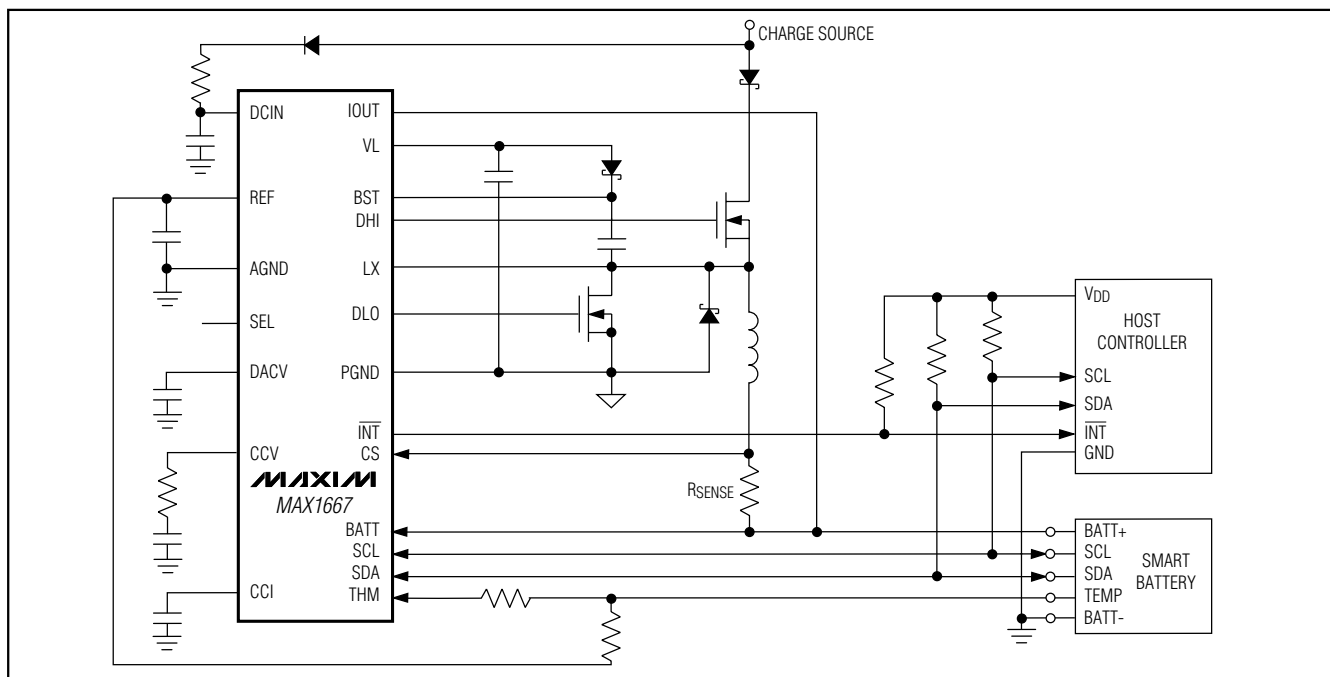 CHARGE SOURCE
DCIN
REF
AGND
SEL
DACV
CCV
CCI
MAXIM
MAX1667
IOUT
VL
BST
DHI
LX
DLO
PGND
INT
CS
BATT
SCL
SDA
THM
RSENSE
VDD
HOST
CONTROLLER
SCL
SDA
INT
GND
BATT+
SCL
SDA
TEMP
BATT-
SMART
BATTERY